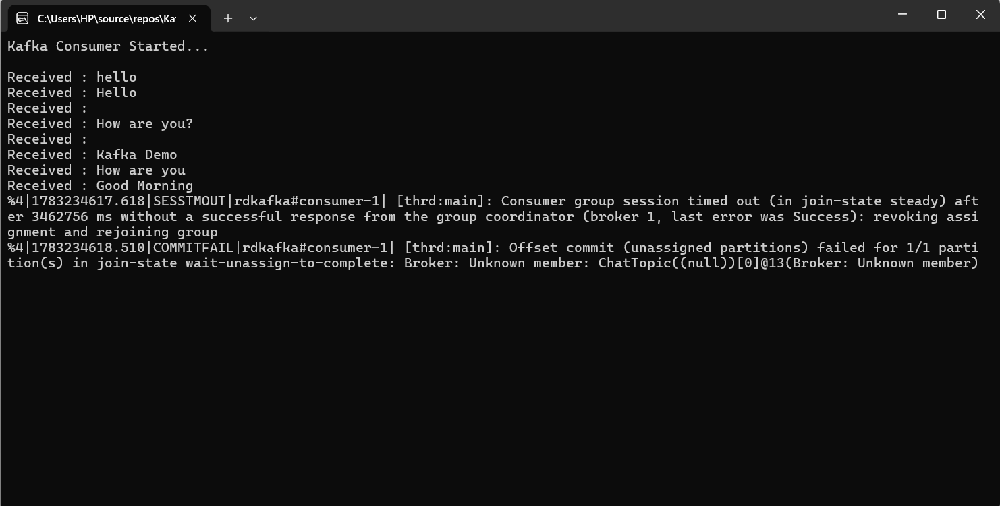 C:\Users\HP\source\repos\Ka
Kafka Consumer Started...
Received : hello
Received : Hello
Received :
Received : How are you?
Received :
Received : Kafka Demo
Received : How are you
Received : Good Morning
%4|1783234617.618|SESSTMOUT|rdkafka#consumer-1| [thrd:main]: Consumer group session timed out (in join-state steady) aft
er 3462756 ms without a successful response from the group coordinator (broker 1, last error was Success): revoking assi
gnment and rejoining group
%4|1783234618.510|COMMITFAIL|rdkafka#consumer-1| [thrd:main]: Offset commit (unassigned partitions) failed for 1/1 parti
tion(s) in join-state wait-unassign-to-complete: Broker: Unknown member: ChatTopic((null))[0]@13(Broker: Unknown member)